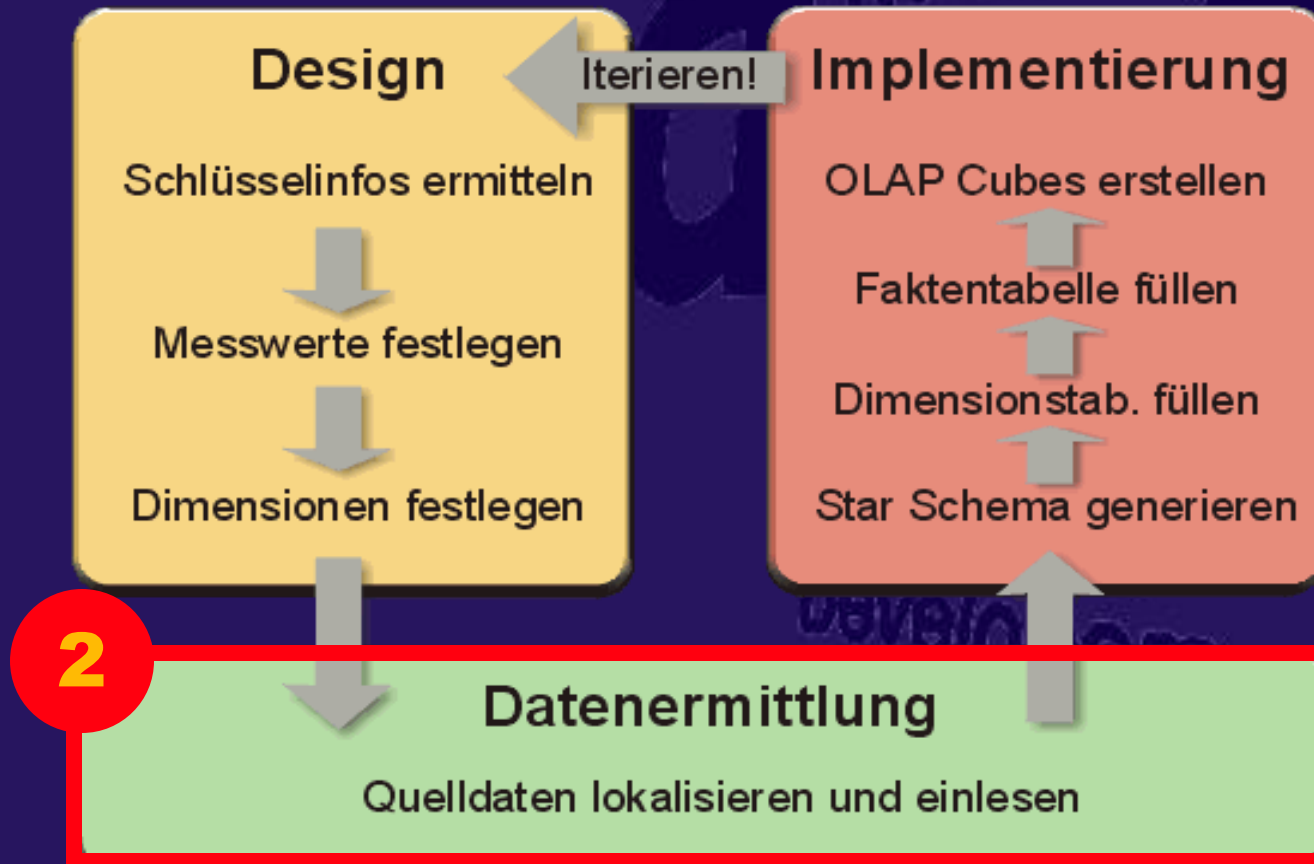 Design
Iterieren!
Implementierung
Schlüsselinfos ermitteln
Messwerte festlegen
Dimensionen festlegen
OLAP Cubes erstellen
Faktentabelle füllen
Dimensionstab. füllen
Star Schema generieren
2
Datenermittlung
Quelldaten lokalisieren und einlesen